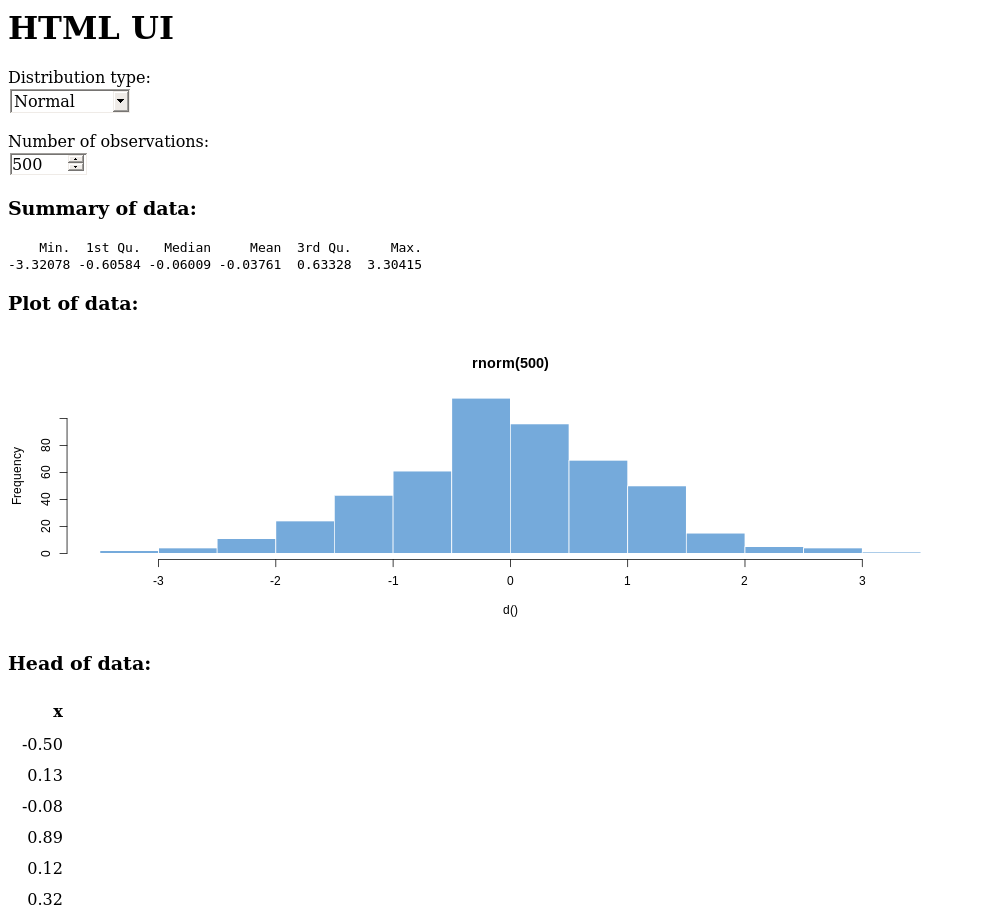 HTML UI
Distribution type:
Normal
Number of observations:
500
Summary of data:
Min. 1st Qu. Median Mean 3rd Qu. Max.
-3.32078 -0.60584 -0.06009 -0.03761 0.63328 3.30415
Plot of data:
rnorm(500)
Frequency
80
60
40
20
0
-3 -2 -1 0 1 2 3
d()
Head of data:
x
-0.50
0.13
-0.08
0.89
0.12
0.32